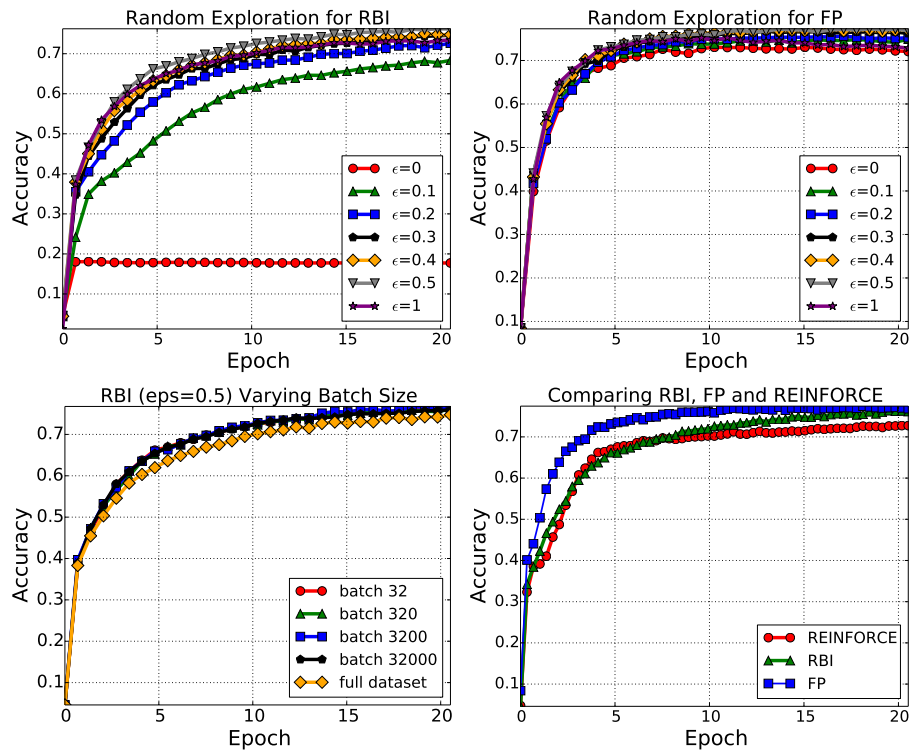 Random Exploration for RBI
Accuracy
0.7
0.6
0.5
0.4
0.3
0.2
0.1
ϵ=0
ϵ=0.1
ϵ=0.2
ϵ=0.3
ϵ=0.4
ϵ=0.5
ϵ=1
0 5 10 15 20
Epoch
Random Exploration for FP
Accuracy
0.7
0.6
0.5
0.4
0.3
0.2
0.1
ϵ=0
ϵ=0.1
ϵ=0.2
ϵ=0.3
ϵ=0.4
ϵ=0.5
ϵ=1
0 5 10 15 20
Epoch
RBI (eps=0.5) Varying Batch Size
Accuracy
0.7
0.6
0.5
0.4
0.3
0.2
0.1
batch 32
batch 320
batch 3200
batch 32000
full dataset
0 5 10 15 20
Epoch
Comparing RBI, FP and REINFORCE
Accuracy
0.7
0.6
0.5
0.4
0.3
0.2
0.1
REINFORCE
RBI
FP
0 5 10 15 20
Epoch